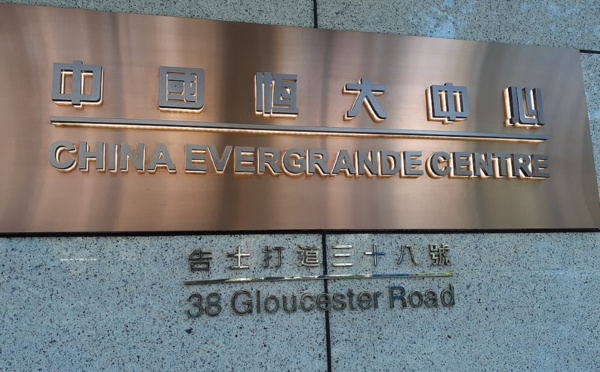 中國恒大中心
CHINA EVERGRANDE CENTRE
告士打道三十八號
38 Gloucester Road